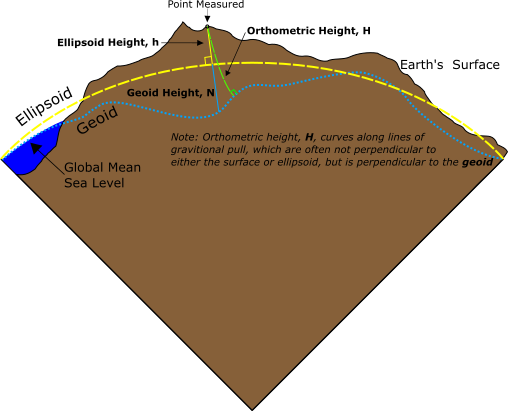 Point Measured
Orthometric Height, H
Ellipsoid Height, h
Earth's Surface
Geoid Height, N
Ellipsoid
Geoid
Note: Orthometric height, H, curves along lines of
gravitional pull, which are often not perpendicular to
either the surface or ellipsoid, but is perpendicular to the geoid
Global Mean
Sea Level